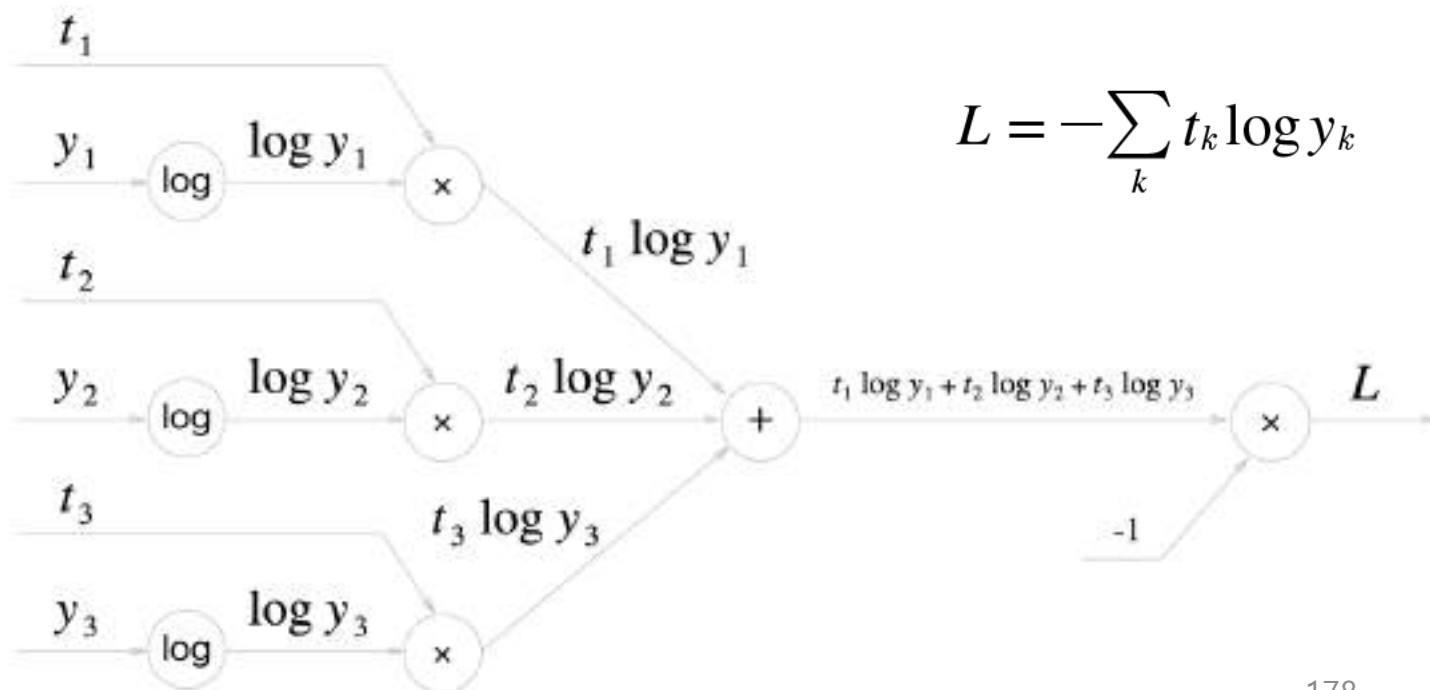 t₁
L = −∑ₖ tₖ log yₖ
y₁ log log y₁ ×
t₁ log y₁
t₂
y₂ log log y₂ × t₂ log y₂ + t₁ log y₁ + t₂ log y₂ + t₃ log y₃ × L
t₃
t₃ log y₃
-1
y₃ log log y₃ ×
178